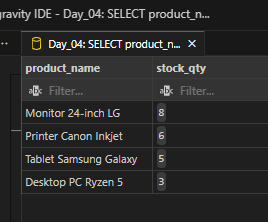 gravity IDE - Day_04: SELECT product_n...
Day_04: SELECT product_n...
product_name stock_qty
Filter... Filter...
Monitor 24-inch LG 8
Printer Canon Inkjet 6
Tablet Samsung Galaxy 5
Desktop PC Ryzen 5 3